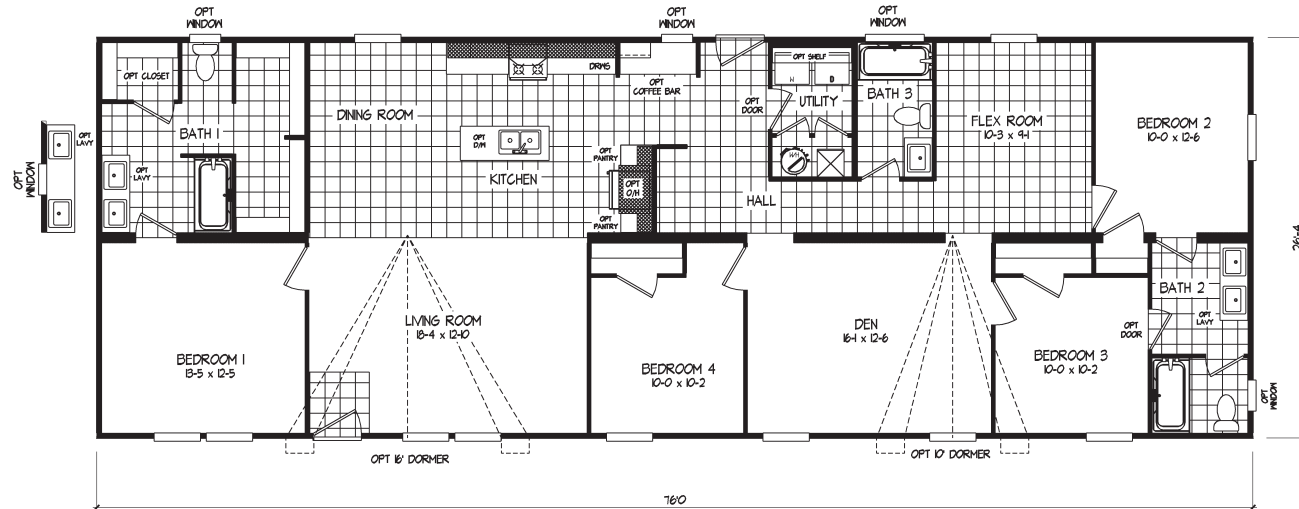 OPT
WINDOW
OPT
WINDOW
OPT
WINDOW
OPT CLOSET
DRWS
OPT
COFFEE BAR
OPT SHELF
W D
OPT
DOOR
UTILITY
BATH 3
FLEX ROOM
10-3 x 9-1
BEDROOM 2
10-0 x 12-6
DINING ROOM
BATH 1
OPT
LAVY
OPT
D/W
OPT
WINDOW
OPT
LAVY
KITCHEN
OPT
PANTRY
OPT
O/H
OPT
PANTRY
WH
HALL
26'-4
BATH 2
OPT
LAVY
LIVING ROOM
18-4 x 12-10
DEN
16-1 x 12-6
OPT
DOOR
BEDROOM 1
13-5 x 12-5
BEDROOM 4
10-0 x 10-2
BEDROOM 3
10-0 x 10-2
OPT
WINDOW
OPT 16' DORMER
OPT 10' DORMER
76'0